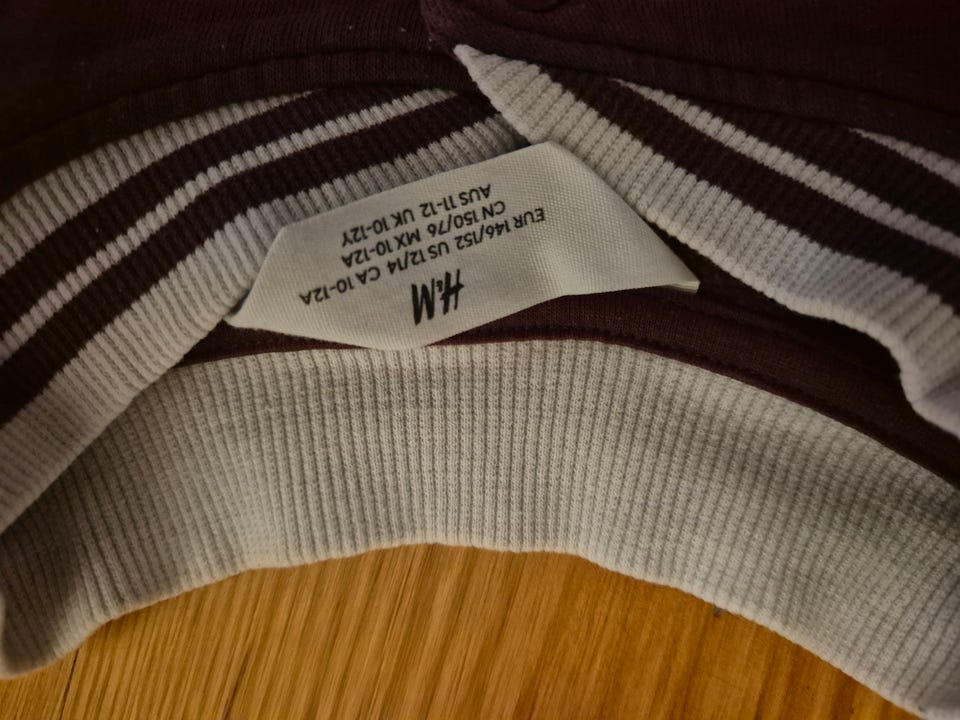 H&M
EUR 146/152 US 12/14 CA 10-12A
CN 150/76 MX 10-12A
AUS 11-12 UK 10-12Y